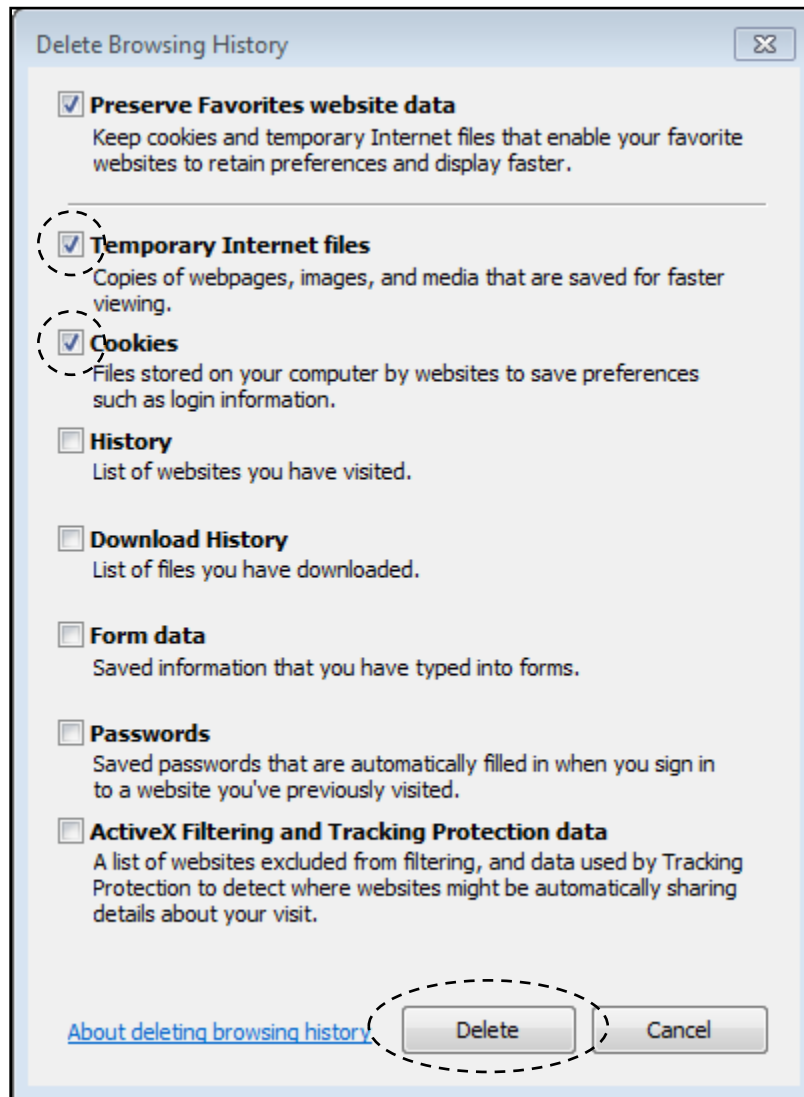 Delete Browsing History
Preserve Favorites website data
Keep cookies and temporary Internet files that enable your favorite
websites to retain preferences and display faster.
Temporary Internet files
Copies of webpages, images, and media that are saved for faster
viewing.
Cookies
Files stored on your computer by websites to save preferences
such as login information.
History
List of websites you have visited.
Download History
List of files you have downloaded.
Form data
Saved information that you have typed into forms.
Passwords
Saved passwords that are automatically filled in when you sign in
to a website you've previously visited.
ActiveX Filtering and Tracking Protection data
A list of websites excluded from filtering, and data used by Tracking
Protection to detect where websites might be automatically sharing
details about your visit.
About deleting browsing history
Delete
Cancel